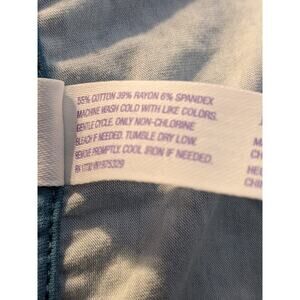 55% COTTON 39% RAYON 6% SPANDEX
MACHINE WASH COLD WITH LIKE COLORS.
GENTLE CYCLE. ONLY NON-CHLORINE
BLEACH IF NEEDED. TUMBLE DRY LOW.
REMOVE PROMPTLY. COOL IRON IF NEEDED.